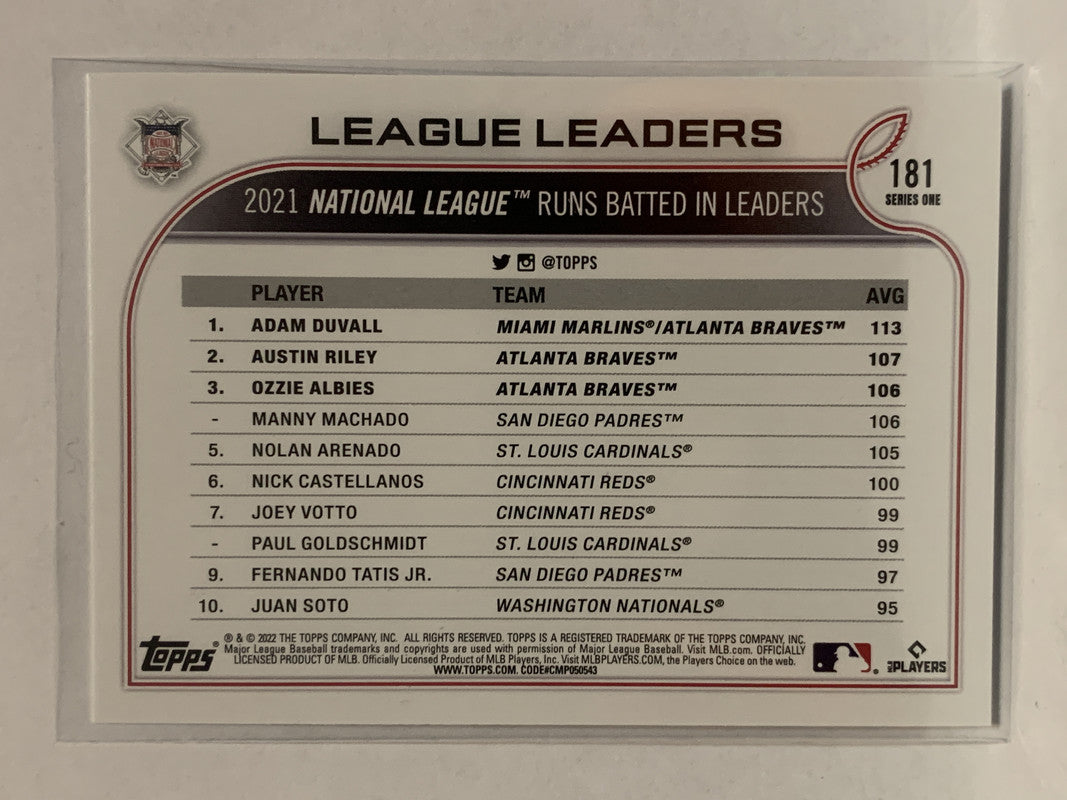 LEAGUE LEADERS
NATIONAL
181
SERIES ONE
2021 NATIONAL LEAGUE™ RUNS BATTED IN LEADERS
@TOPPS
PLAYER TEAM AVG
1. ADAM DUVALL MIAMI MARLINS®/ATLANTA BRAVES™ 113
2. AUSTIN RILEY ATLANTA BRAVES™ 107
3. OZZIE ALBIES ATLANTA BRAVES™ 106
- MANNY MACHADO SAN DIEGO PADRES™ 106
5. NOLAN ARENADO ST. LOUIS CARDINALS® 105
6. NICK CASTELLANOS CINCINNATI REDS® 100
7. JOEY VOTTO CINCINNATI REDS® 99
- PAUL GOLDSCHMIDT ST. LOUIS CARDINALS® 99
9. FERNANDO TATIS JR. SAN DIEGO PADRES™ 97
10. JUAN SOTO WASHINGTON NATIONALS® 95
Topps®
® & © 2022 THE TOPPS COMPANY, INC. ALL RIGHTS RESERVED. TOPPS IS A REGISTERED TRADEMARK OF THE TOPPS COMPANY, INC.
Major League Baseball trademarks and copyrights are used with permission of Major League Baseball. Visit MLB.com. OFFICIALLY
LICENSED PRODUCT OF MLB. Officially Licensed Product of MLB Players, Inc. Visit MLBPLAYERS.COM, the Players Choice on the web.
WWW.TOPPS.COM. CODE#CMP050543
MLB PLAYERS